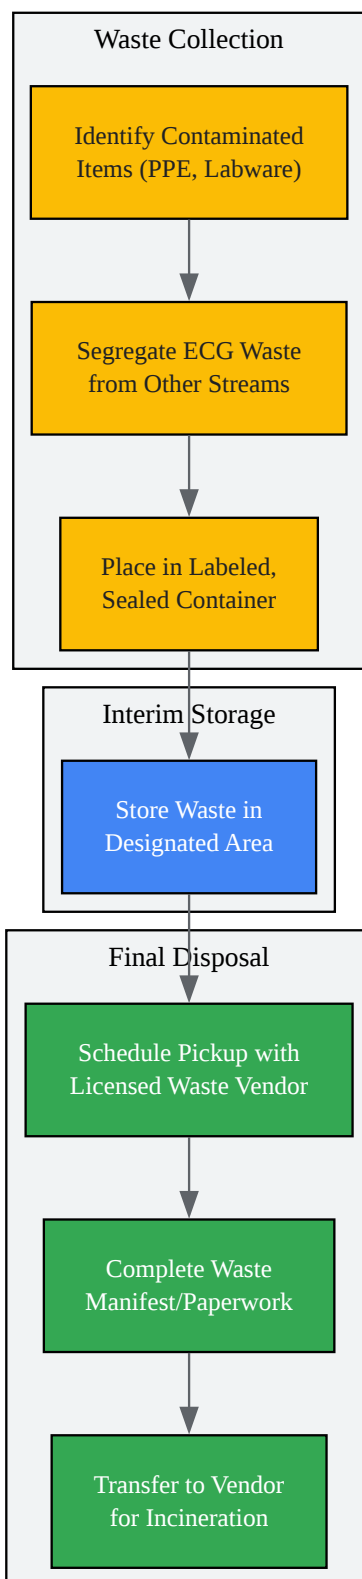 Waste Collection
Identify Contaminated
Items (PPE, Labware)
Segregate ECG Waste
from Other Streams
Place in Labeled,
Sealed Container
Interim Storage
Store Waste in
Designated Area
Final Disposal
Schedule Pickup with
Licensed Waste Vendor
Complete Waste
Manifest/Paperwork
Transfer to Vendor
for Incineration